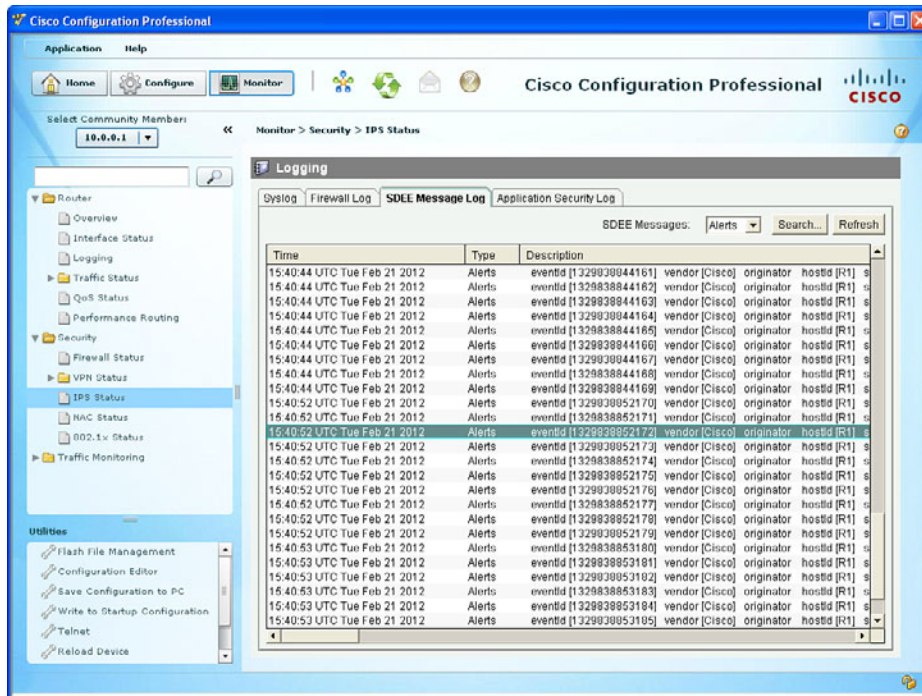 Cisco Configuration Professional
Application Help
Home Configure Monitor Cisco Configuration Professional CISCO
Select Community Member:
10.0.0.1
Monitor > Security > IPS Status
Router
Overview
Interface Status
Logging
Traffic Status
QoS Status
Performance Routing
Security
Firewall Status
VPN Status
IPS Status
NAC Status
802.1x Status
Traffic Monitoring
Utilities
Flash File Management
Configuration Editor
Save Configuration to PC
Write to Startup Configuration
Telnet
Reload Device
Logging
Syslog Firewall Log SDEE Message Log Application Security Log
SDEE Messages: Alerts Search... Refresh
Time Type Description
15:40:44 UTC Tue Feb 21 2012 Alerts eventId [1329838844161] vendor [Cisco] originator hostId [R1] s
15:40:44 UTC Tue Feb 21 2012 Alerts eventId [1329838844162] vendor [Cisco] originator hostId [R1] s
15:40:44 UTC Tue Feb 21 2012 Alerts eventId [1329838844163] vendor [Cisco] originator hostId [R1] s
15:40:44 UTC Tue Feb 21 2012 Alerts eventId [1329838844164] vendor [Cisco] originator hostId [R1] s
15:40:44 UTC Tue Feb 21 2012 Alerts eventId [1329838844165] vendor [Cisco] originator hostId [R1] s
15:40:44 UTC Tue Feb 21 2012 Alerts eventId [1329838844166] vendor [Cisco] originator hostId [R1] s
15:40:44 UTC Tue Feb 21 2012 Alerts eventId [1329838844167] vendor [Cisco] originator hostId [R1] s
15:40:44 UTC Tue Feb 21 2012 Alerts eventId [1329838844168] vendor [Cisco] originator hostId [R1] s
15:40:44 UTC Tue Feb 21 2012 Alerts eventId [1329838844169] vendor [Cisco] originator hostId [R1] s
15:40:52 UTC Tue Feb 21 2012 Alerts eventId [1329838852170] vendor [Cisco] originator hostId [R1] s
15:40:52 UTC Tue Feb 21 2012 Alerts eventId [1329838852171] vendor [Cisco] originator hostId [R1] s
15:40:52 UTC Tue Feb 21 2012 Alerts eventId [1329838852172] vendor [Cisco] originator hostId [R1] s
15:40:52 UTC Tue Feb 21 2012 Alerts eventId [1329838852173] vendor [Cisco] originator hostId [R1] s
15:40:52 UTC Tue Feb 21 2012 Alerts eventId [1329838852174] vendor [Cisco] originator hostId [R1] s
15:40:52 UTC Tue Feb 21 2012 Alerts eventId [1329838852175] vendor [Cisco] originator hostId [R1] s
15:40:52 UTC Tue Feb 21 2012 Alerts eventId [1329838852176] vendor [Cisco] originator hostId [R1] s
15:40:52 UTC Tue Feb 21 2012 Alerts eventId [1329838852177] vendor [Cisco] originator hostId [R1] s
15:40:52 UTC Tue Feb 21 2012 Alerts eventId [1329838852178] vendor [Cisco] originator hostId [R1] s
15:40:52 UTC Tue Feb 21 2012 Alerts eventId [1329838852179] vendor [Cisco] originator hostId [R1] s
15:40:53 UTC Tue Feb 21 2012 Alerts eventId [1329838853180] vendor [Cisco] originator hostId [R1] s
15:40:53 UTC Tue Feb 21 2012 Alerts eventId [1329838853181] vendor [Cisco] originator hostId [R1] s
15:40:53 UTC Tue Feb 21 2012 Alerts eventId [1329838853182] vendor [Cisco] originator hostId [R1] s
15:40:53 UTC Tue Feb 21 2012 Alerts eventId [1329838853183] vendor [Cisco] originator hostId [R1] s
15:40:53 UTC Tue Feb 21 2012 Alerts eventId [1329838853184] vendor [Cisco] originator hostId [R1] s
15:40:53 UTC Tue Feb 21 2012 Alerts eventId [1329838853185] vendor [Cisco] originator hostId [R1] s